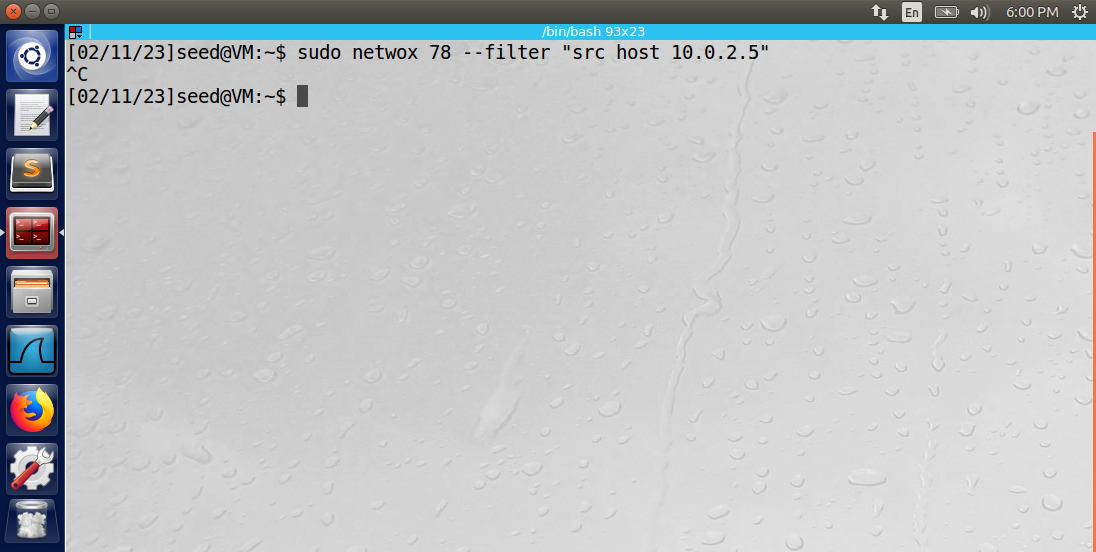 En
6:00 PM
/bin/bash 93x23
[02/11/23]seed@VM:~$ sudo netwox 78 --filter "src host 10.0.2.5"
^C
[02/11/23]seed@VM:~$